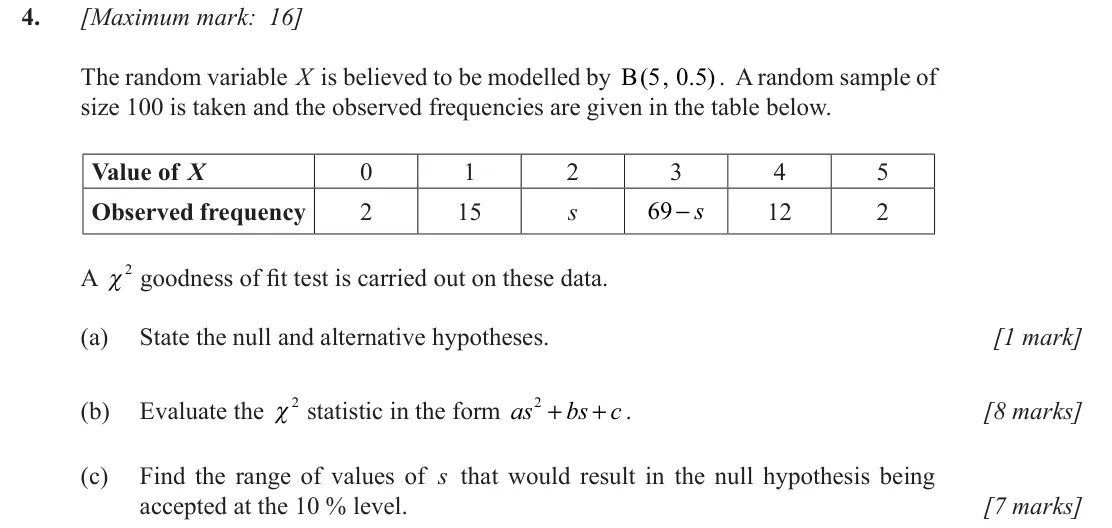 4. [Maximum mark: 16]
The random variable X is believed to be modelled by B(5, 0.5). A random sample of
size 100 is taken and the observed frequencies are given in the table below.
Value of X 0 1 2 3 4 5
Observed frequency 2 15 s 69 − s 12 2
A χ² goodness of fit test is carried out on these data.
(a) State the null and alternative hypotheses. [1 mark]
(b) Evaluate the χ² statistic in the form as² + bs + c. [8 marks]
(c) Find the range of values of s that would result in the null hypothesis being
accepted at the 10 % level. [7 marks]